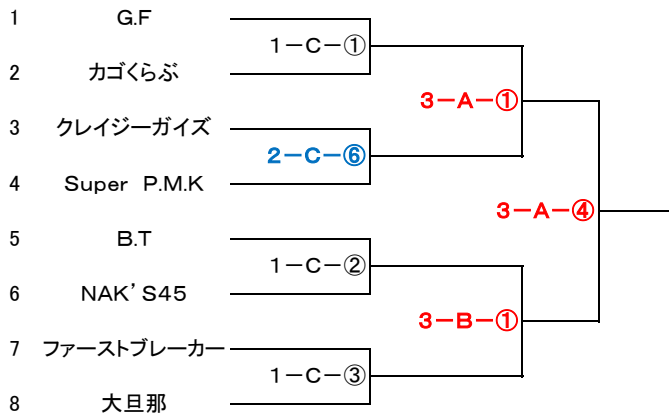 1 G.F
1－C－①
2 カゴくらぶ
3－A－①
3 クレイジーガイズ
2－C－⑥
4 Super P.M.K
3－A－④
5 B.T
1－C－②
6 NAK'S45
3－B－①
7 ファーストブレーカー
1－C－③
8 大旦那